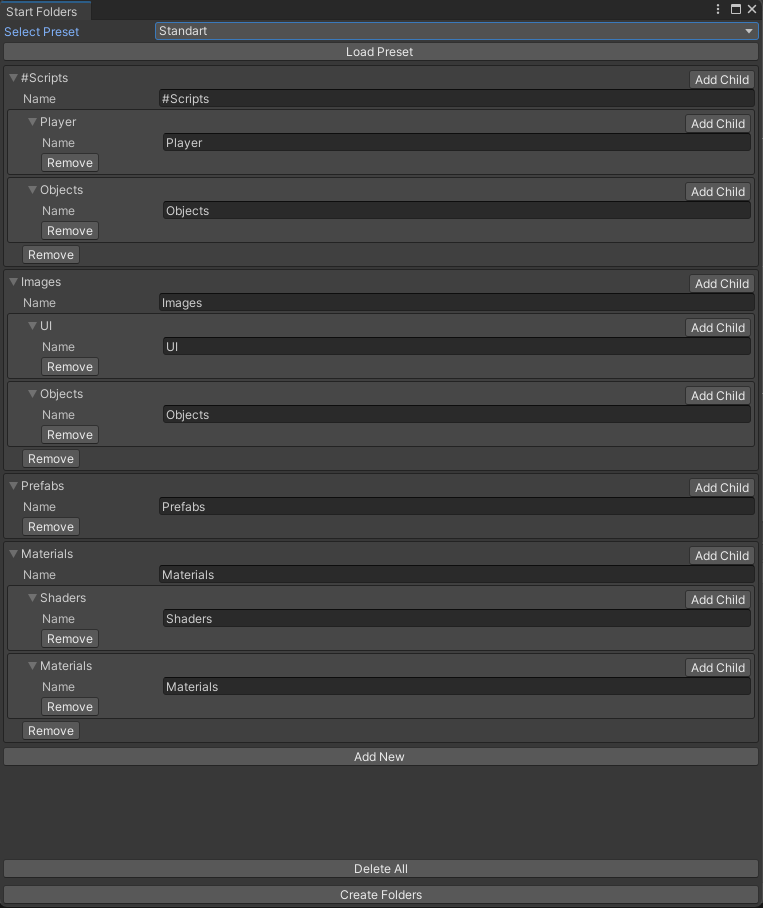 Start Folders
Select Preset Standart
Load Preset
#Scripts Add Child
Name #Scripts
Player Add Child
Name Player
Remove
Objects Add Child
Name Objects
Remove
Remove
Images Add Child
Name Images
UI Add Child
Name UI
Remove
Objects Add Child
Name Objects
Remove
Remove
Prefabs Add Child
Name Prefabs
Remove
Materials Add Child
Name Materials
Shaders Add Child
Name Shaders
Remove
Materials Add Child
Name Materials
Remove
Remove
Add New
Delete All
Create Folders